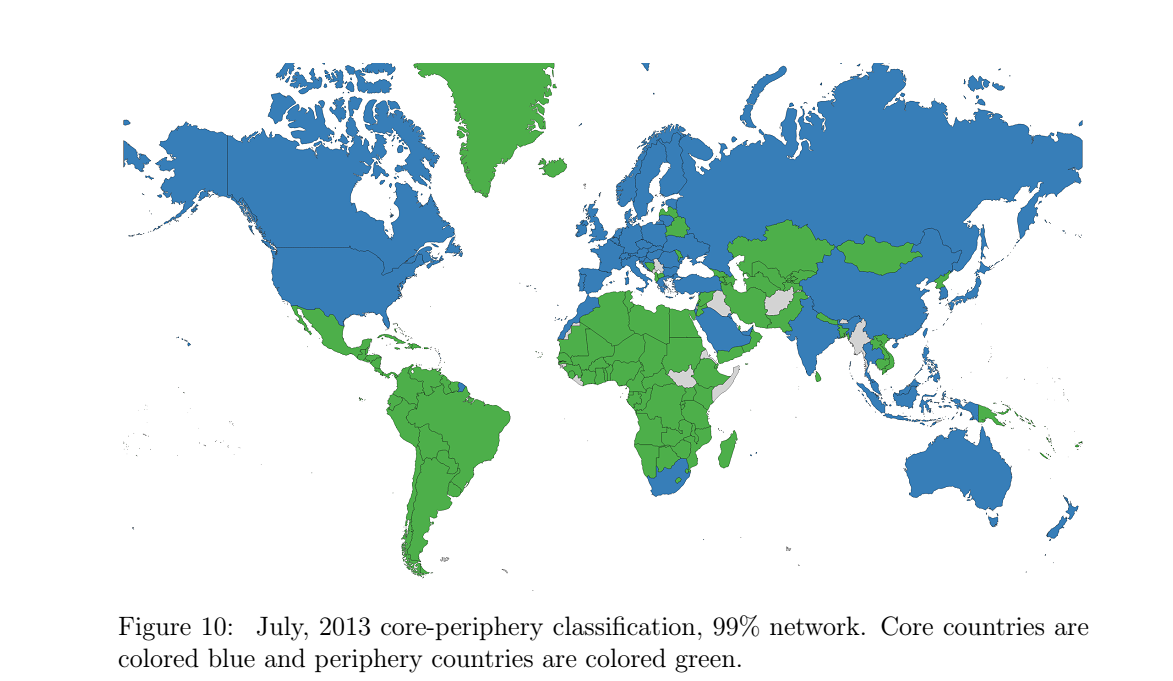 Figure 10: July, 2013 core-periphery classification, 99% network. Core countries are
colored blue and periphery countries are colored green.